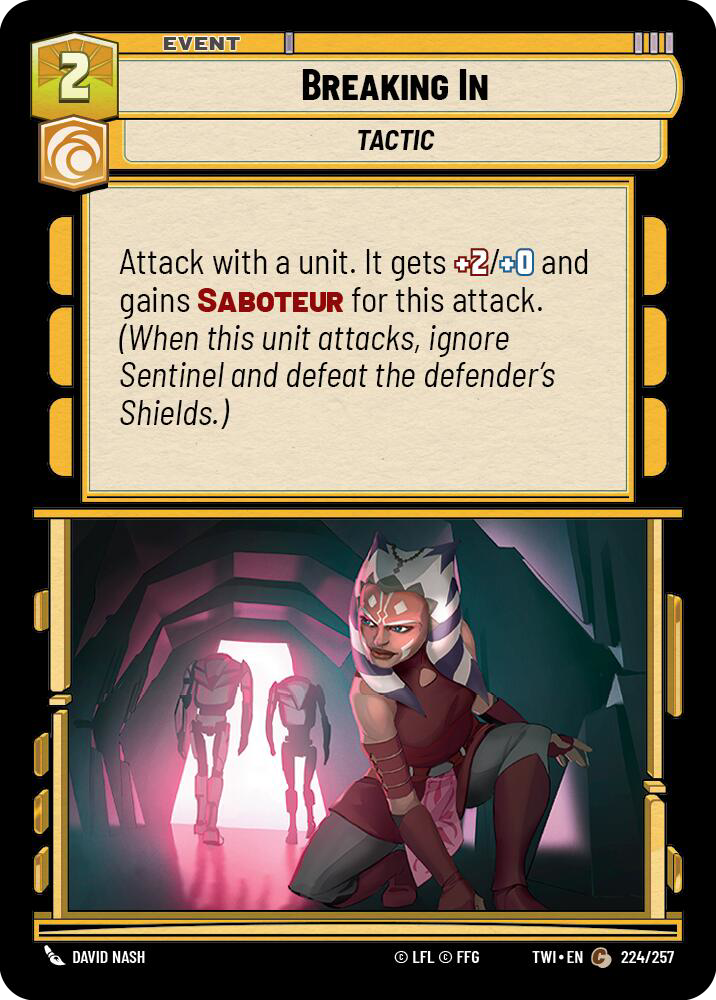 EVENT
2
BREAKING IN
TACTIC
Attack with a unit. It gets +2/+0 and
gains SABOTEUR for this attack.
(When this unit attacks, ignore
Sentinel and defeat the defender's
Shields.)
DAVID NASH
© LFL © FFG
TWI • EN C 224/257